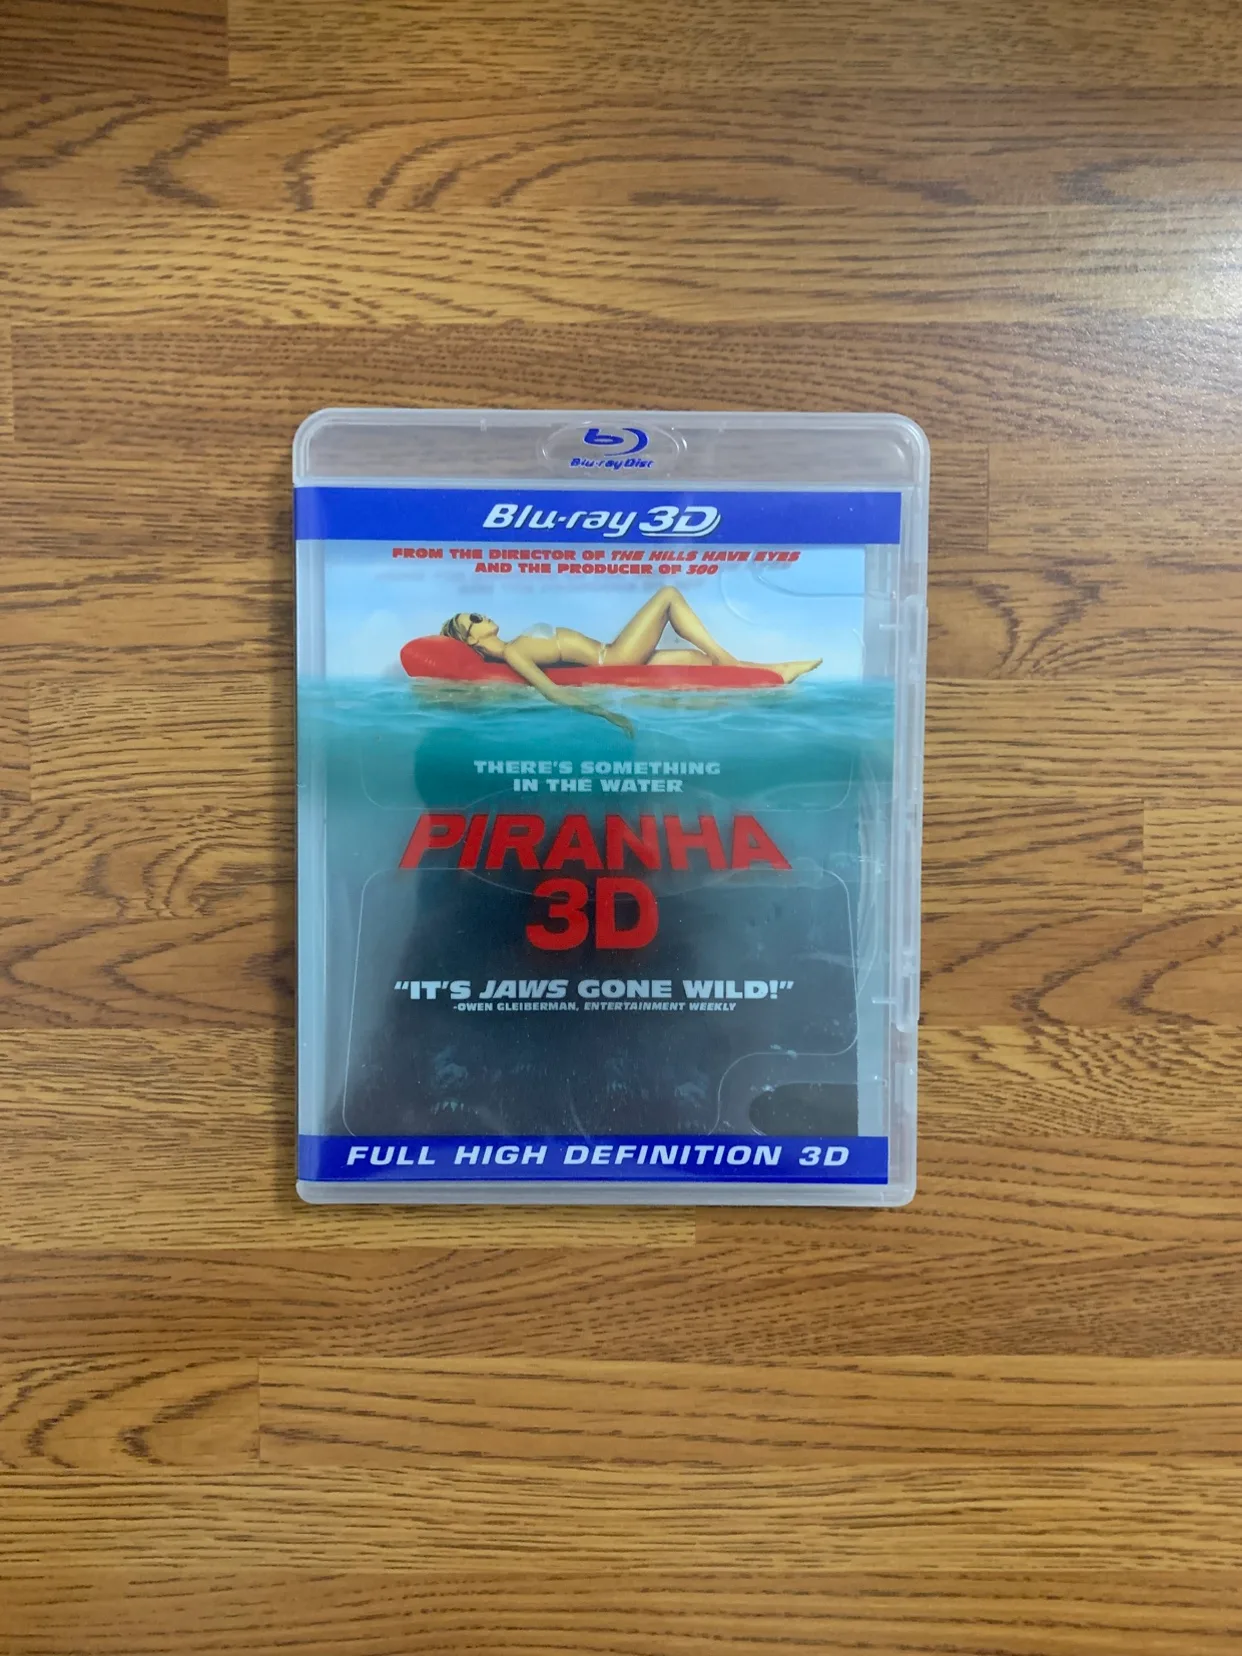 Blu-ray Disc
Blu-ray 3D
FROM THE DIRECTOR OF THE HILLS HAVE EYES
AND THE PRODUCER OF 300
THERE'S SOMETHING
IN THE WATER
PIRANHA
3D
“IT'S JAWS GONE WILD!”
-OWEN GLEIBERMAN, ENTERTAINMENT WEEKLY
FULL HIGH DEFINITION 3D